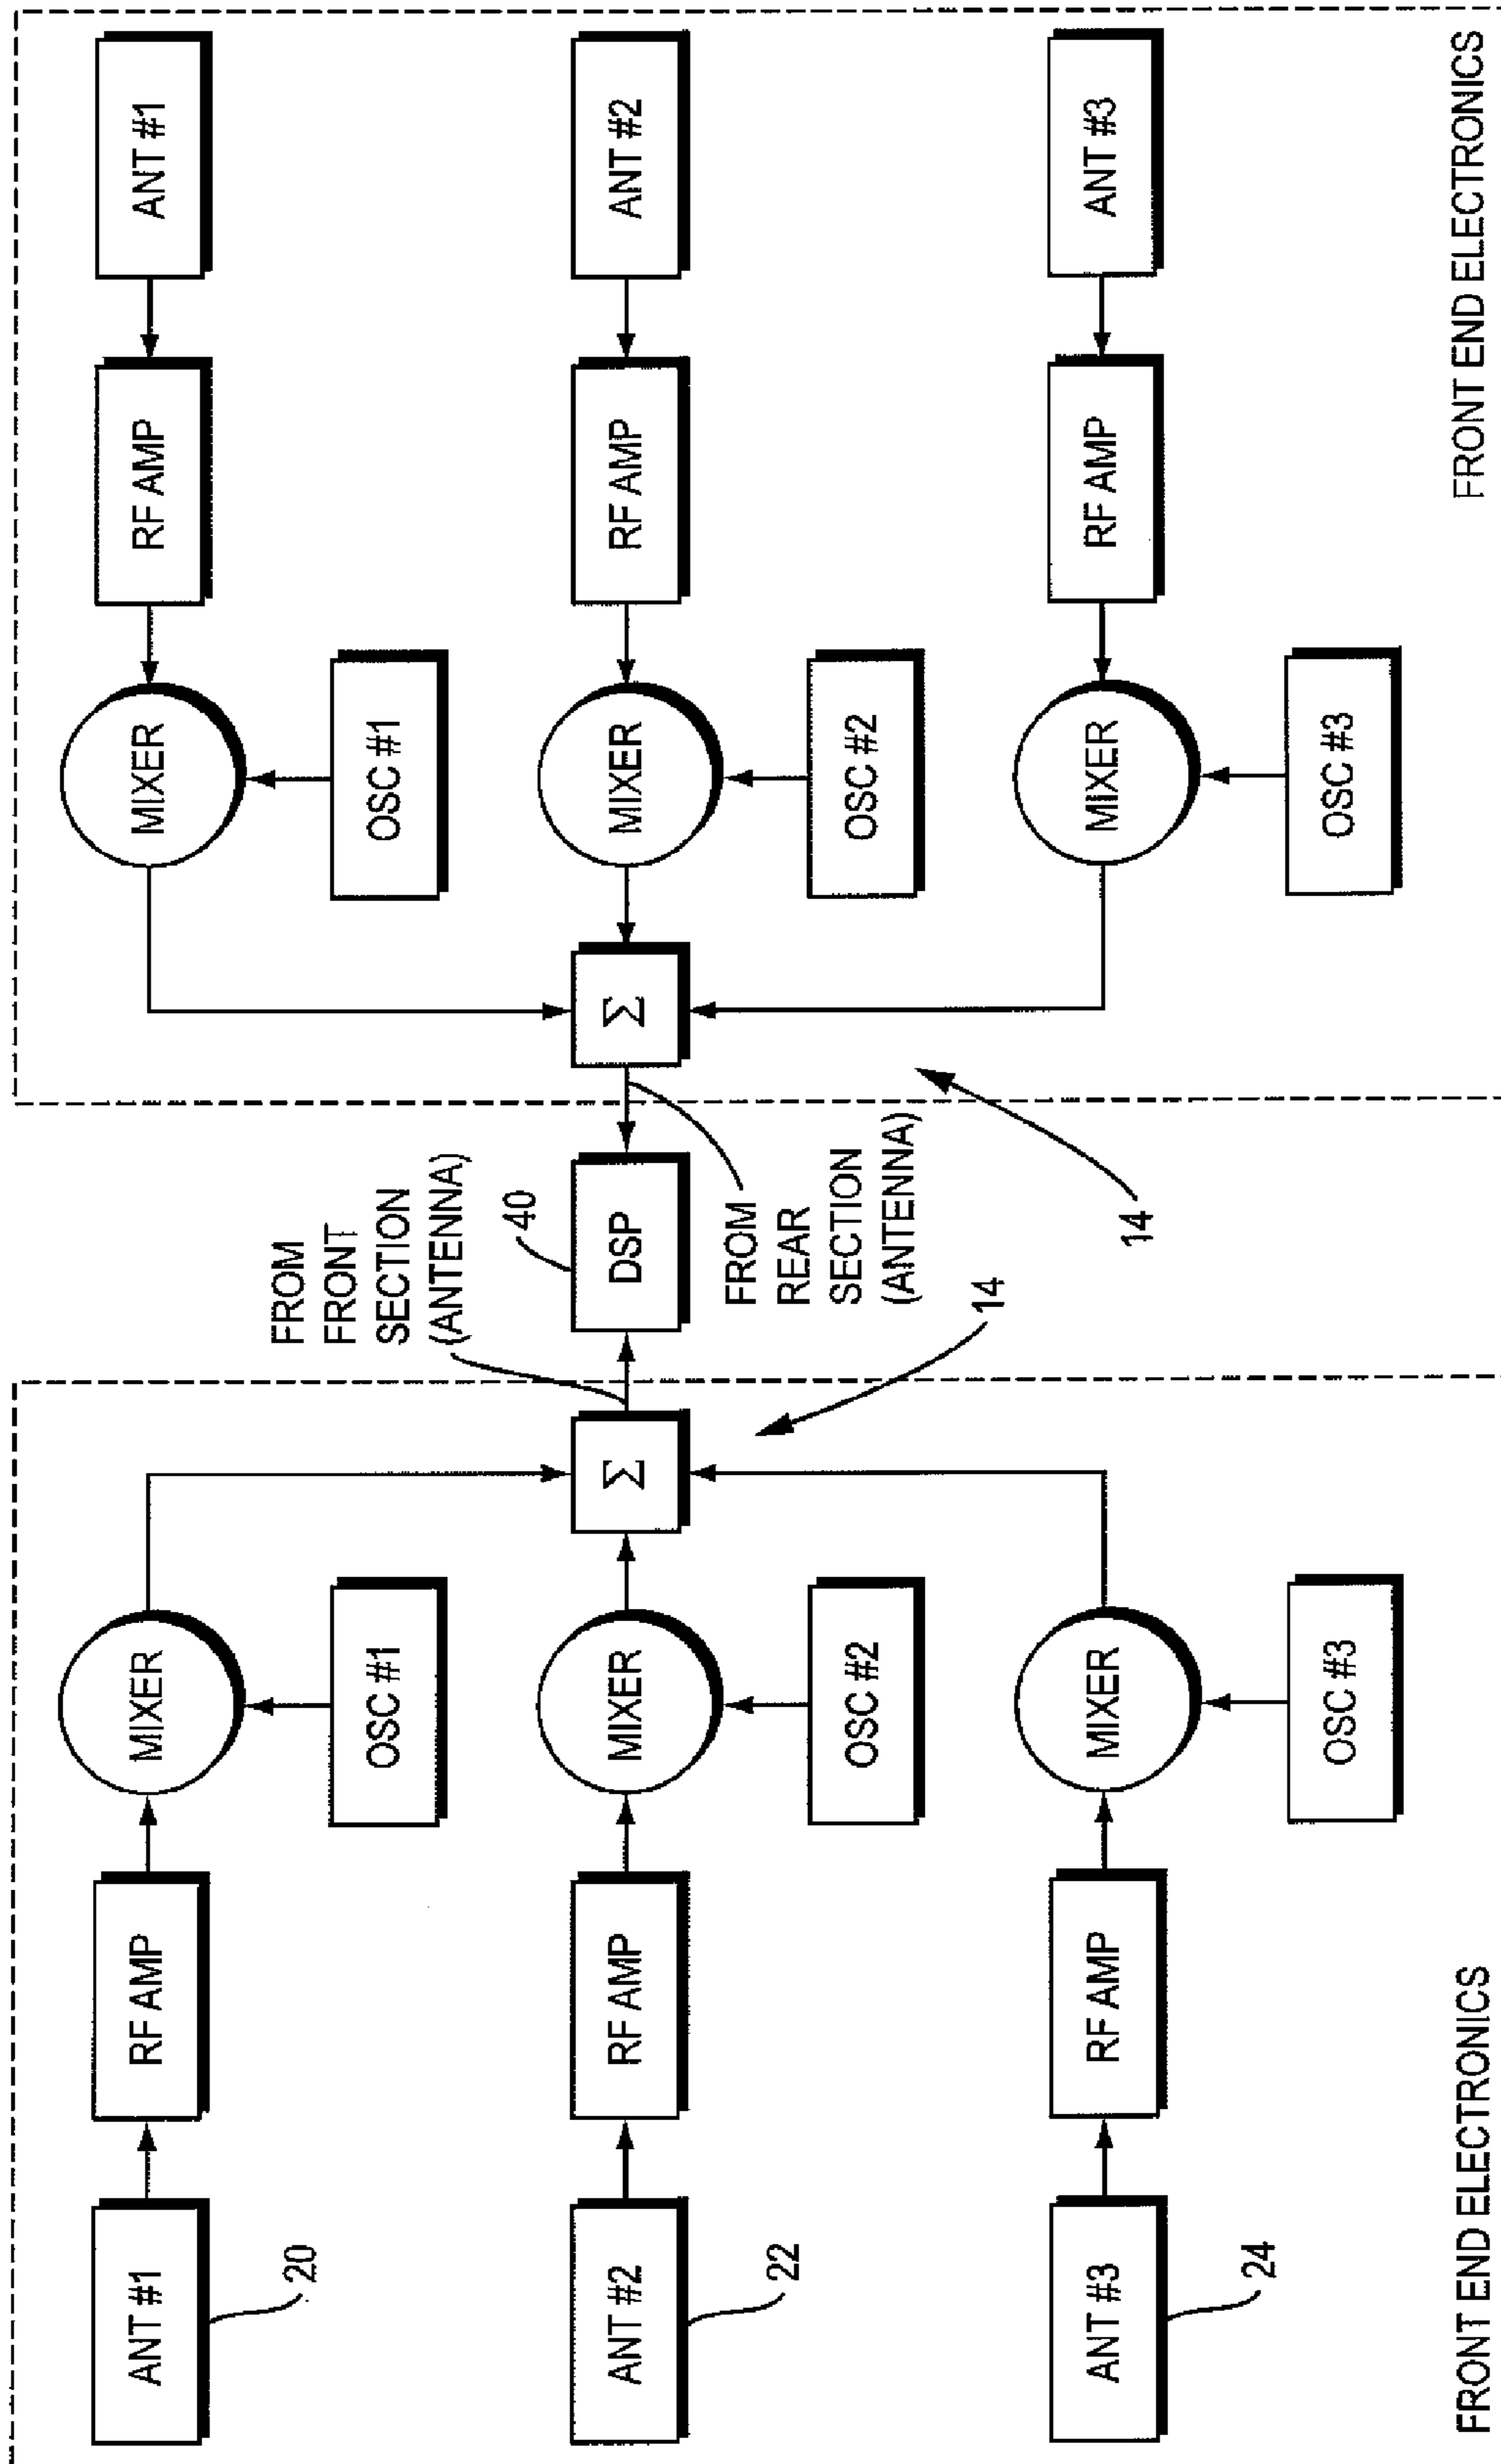 ANT #1
RF AMP
MIXER
MIXER
RF AMP
ANT #1
20
OSC #1
FROM
FRONT
SECTION
(ANTENNA)
OSC #1
40
ANT #2
RF AMP
MIXER
Σ
DSP
Σ
MIXER
RF AMP
ANT #2
22
OSC #2
FROM
REAR
SECTION
(ANTENNA)
OSC #2
14
14
ANT #3
RF AMP
MIXER
MIXER
RF AMP
ANT #3
24
OSC #3
OSC #3
FRONT END ELECTRONICS
FRONT END ELECTRONICS